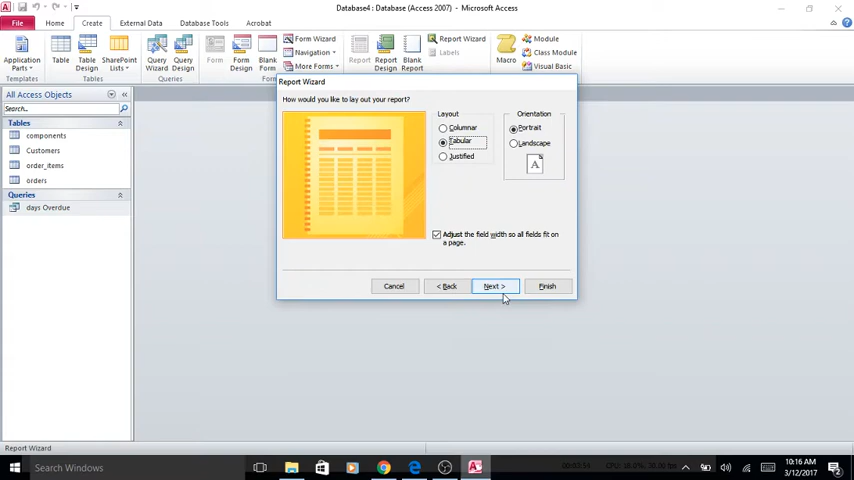 Database4 : Database (Access 2007) - Microsoft Access
File Home Create External Data Database Tools Acrobat
Application Parts Table Table Design SharePoint Lists Query Wizard Query Design Form Form Design Blank Form Form Wizard Navigation More Forms Report Report Design Blank Report Report Wizard Labels Macro Module Class Module Visual Basic
Templates Tables Queries
All Access Objects
Search...
Tables
components
Customers
order_items
orders
Queries
days Overdue
Report Wizard
How would you like to lay out your report?
Layout
Columnar
Tabular
Justified
Orientation
Portrait
Landscape
A
Adjust the field width so all fields fit on
a page.
Cancel < Back Next > Finish
Report Wizard
Search Windows
10:16 AM
3/12/2017